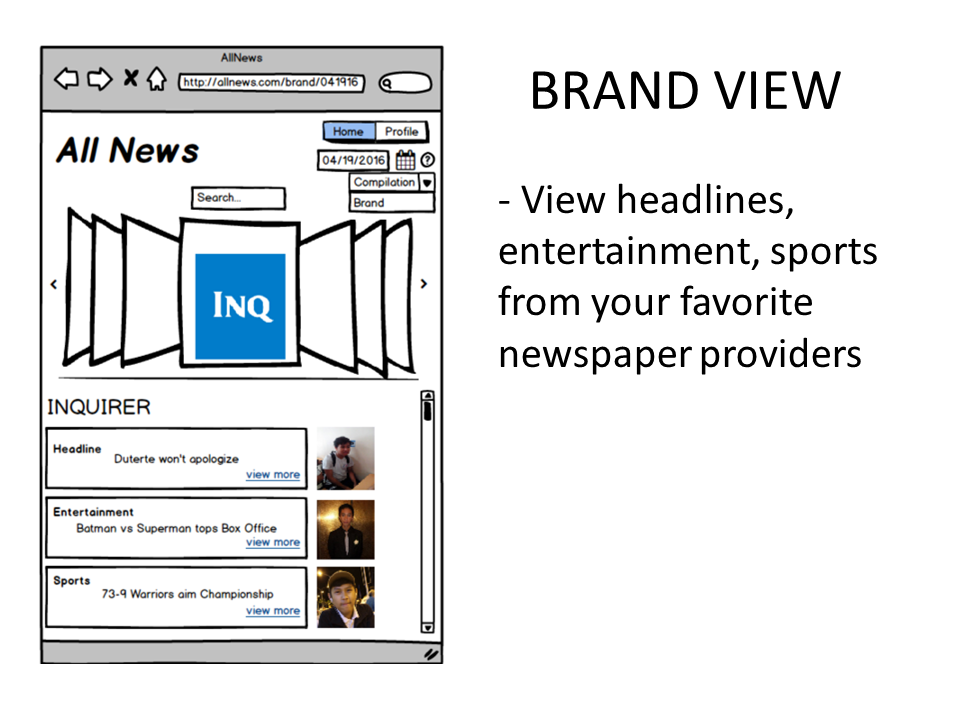 AllNews
http://allnews.com/brand/041916
BRAND VIEW
Home Profile
All News
04/19/2016 ?
Compilation
Search...
Brand
- View headlines,
entertainment, sports
from your favorite
newspaper providers
INQ
INQUIRER
Headline
Duterte won't apologize
view more
Entertainment
Batman vs Superman tops Box Office
view more
Sports
73-9 Warriors aim Championship
view more